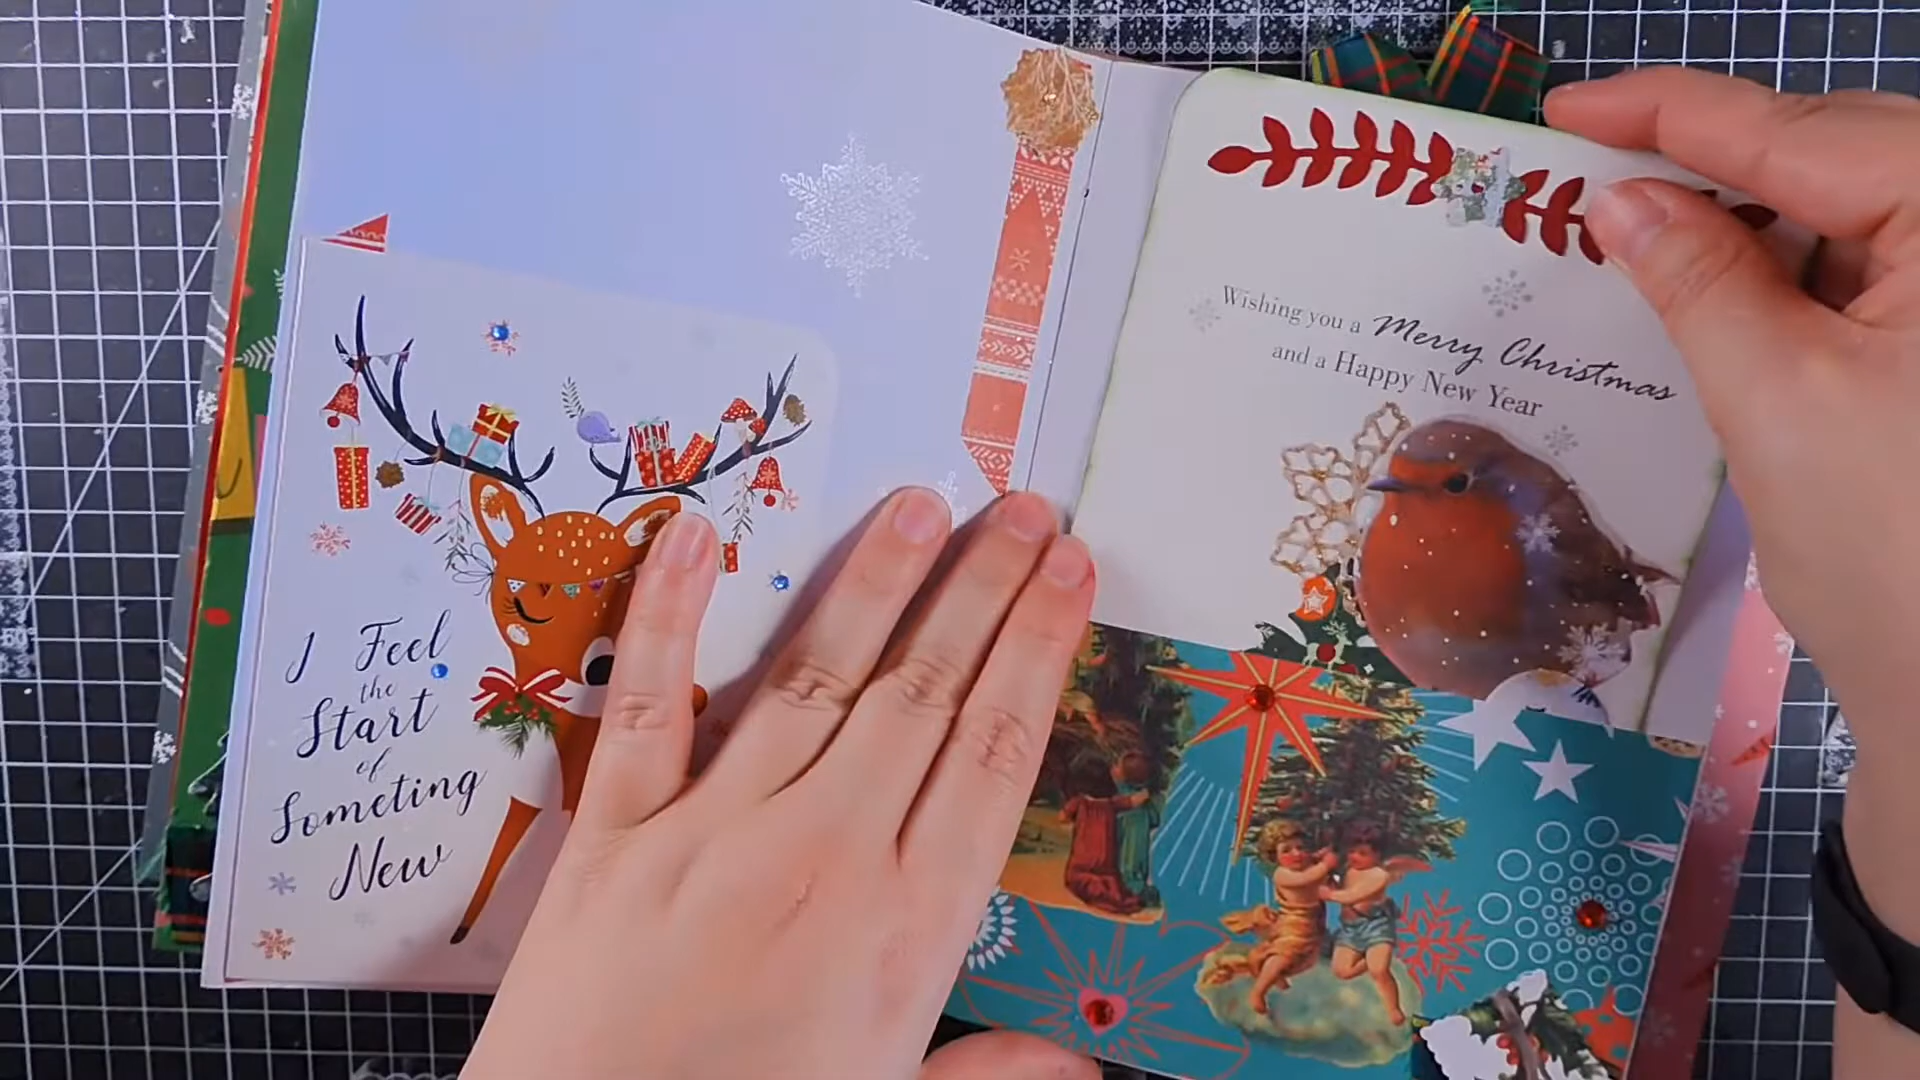 I Feel
the
Start
of
Someting
New
Wishing you a Merry Christmas
and a Happy New Year